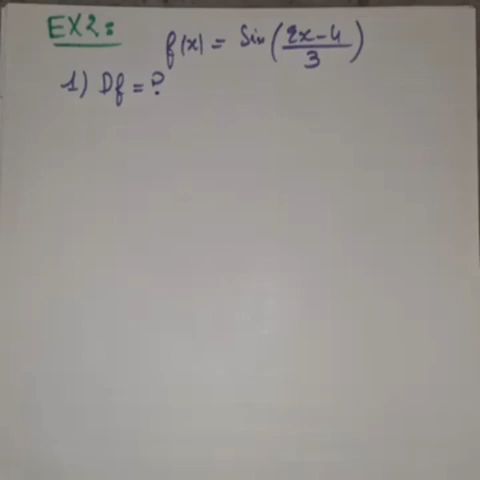 EX2:
f(x) = Sin((2x-4)/3)
1) Df = ?